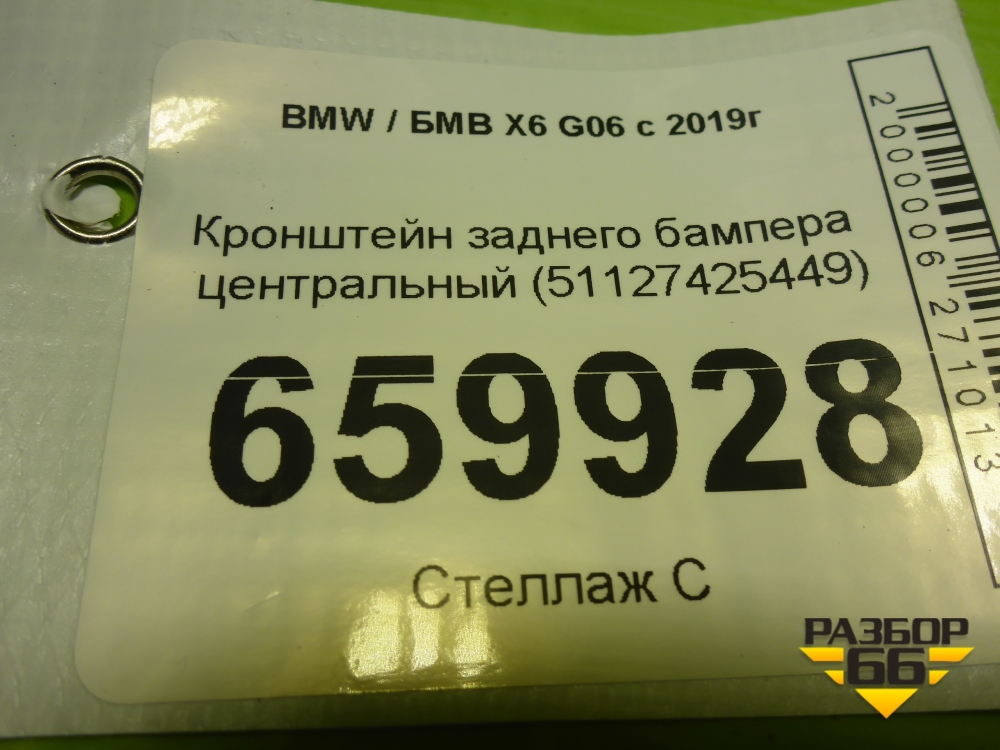 BMW / БМВ X6 G06 с 2019г
Кронштейн заднего бампера
центральный (51127425449)
659928
Стеллаж С
2000006271013
РАЗБОР
66